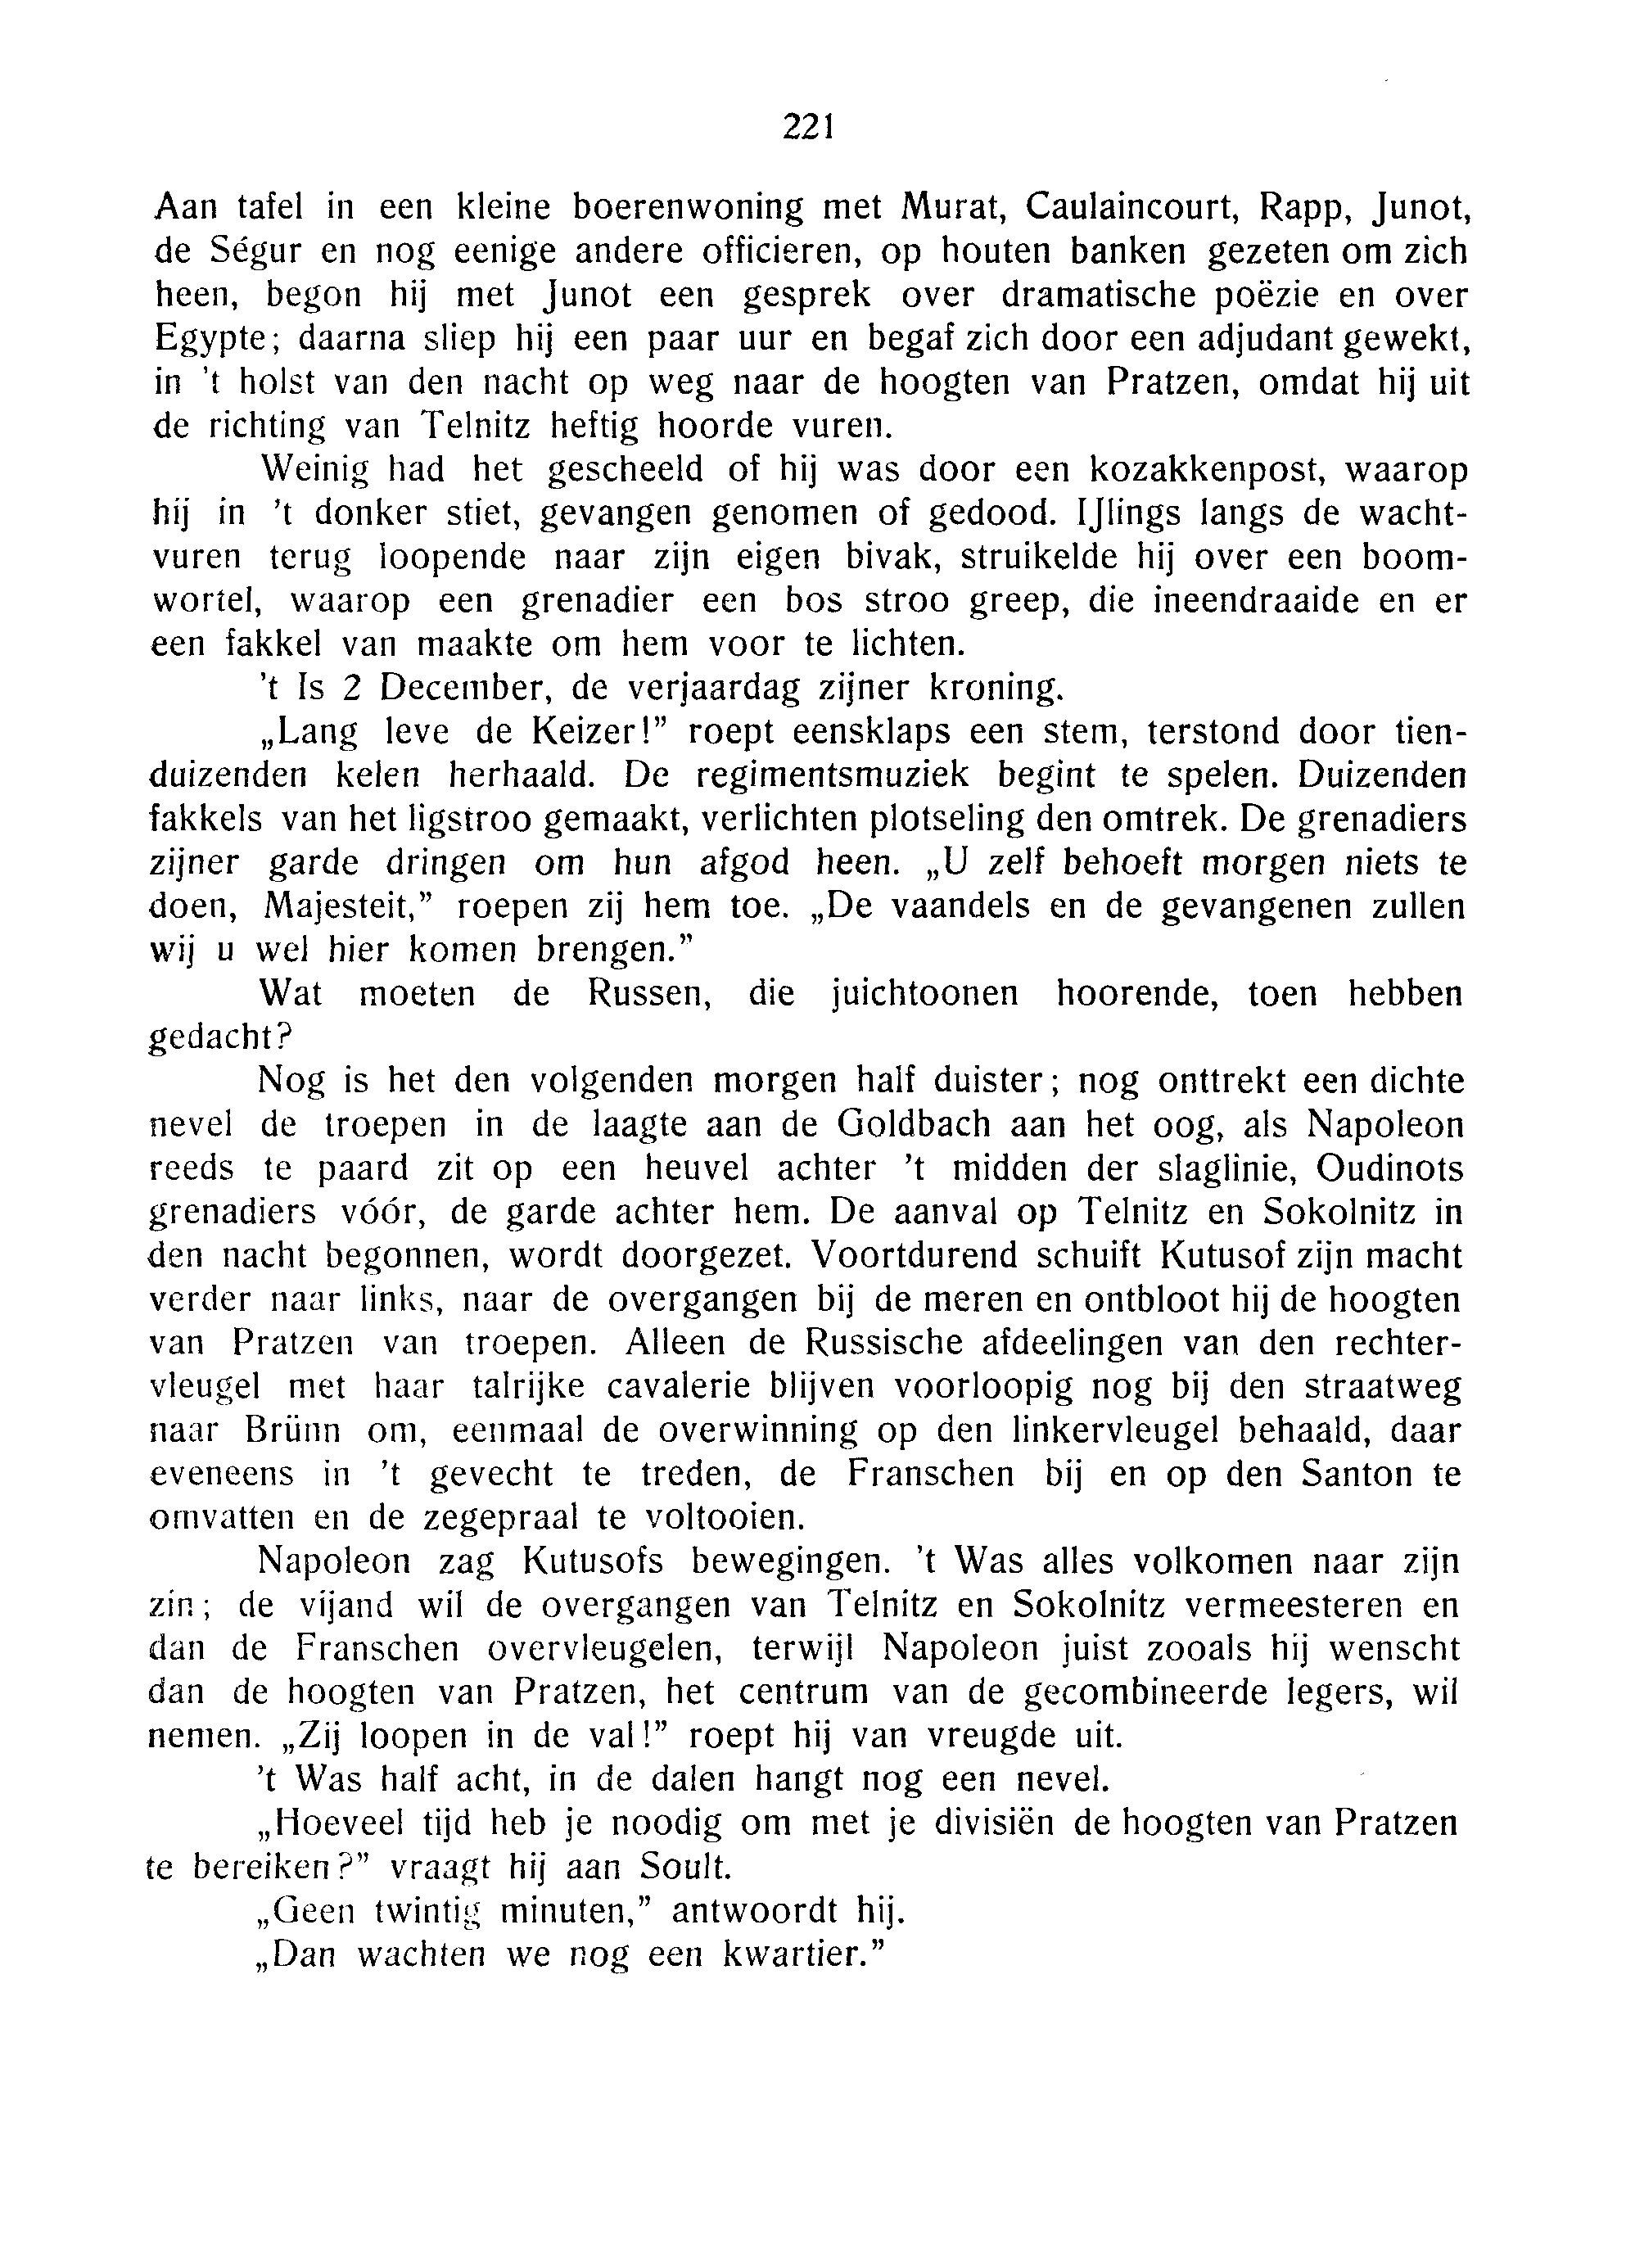 221
Aan tafel in een kleine boerenwoning met Murat, Caulaincourt, Rapp, Junot,
de Ségur en nog eenige andere officieren, op houten banken gezeten om zich
heen, begon hij met Junot een gesprek over dramatische poëzie en over
Egypte; daarna sliep hij een paar uur en begaf zich door een adjudant gewekt,
in 't holst van den nacht op weg naar de hoogten van Pratzen, omdat hij uit
de richting van Telnitz heftig hoorde vuren.
Weinig had het gescheeld of hij was door een kozakkenpost, waarop
hij in 't donker stiet, gevangen genomen of gedood. IJlings langs de wacht-
vuren terug loopende naar zijn eigen bivak, struikelde hij over een boom-
wortel, waarop een grenadier een bos stroo greep, die ineendraaide en er
een fakkel van maakte om hem voor te lichten.
't Is 2 December, de verjaardag zijner kroning.
„Lang leve de Keizer!” roept eensklaps een stem, terstond door tien-
duizenden kelen herhaald. De regimentsmuziek begint te spelen. Duizenden
fakkels van het ligstroo gemaakt, verlichten plotseling den omtrek. De grenadiers
zijner garde dringen om hun afgod heen. „U zelf behoeft morgen niets te
doen, Majesteit,” roepen zij hem toe. „De vaandels en de gevangenen zullen
wij u wel hier komen brengen.”
Wat moeten de Russen, die juichtoonen hoorende, toen hebben
gedacht?
Nog is het den volgenden morgen half duister; nog onttrekt een dichte
nevel de troepen in de laagte aan de Goldbach aan het oog, als Napoleon
reeds te paard zit op een heuvel achter 't midden der slaglinie, Oudinots
grenadiers vóór, de garde achter hem. De aanval op Telnitz en Sokolnitz in
den nacht begonnen, wordt doorgezet. Voortdurend schuift Kutusof zijn macht
verder naar links, naar de overgangen bij de meren en ontbloot hij de hoogten
van Pratzen van troepen. Alleen de Russische afdeelingen van den rechter-
vleugel met haar talrijke cavalerie blijven voorloopig nog bij den straatweg
naar Brünn om, eenmaal de overwinning op den linkervleugel behaald, daar
eveneens in 't gevecht te treden, de Franschen bij en op den Santon te
omvatten en de zegepraal te voltooien.
Napoleon zag Kutusofs bewegingen. 't Was alles volkomen naar zijn
zin; de vijand wil de overgangen van Telnitz en Sokolnitz vermeesteren en
dan de Franschen overvleugelen, terwijl Napoleon juist zooals hij wenscht
dan de hoogten van Pratzen, het centrum van de gecombineerde legers, wil
nemen. „Zij loopen in de val!” roept hij van vreugde uit.
't Was half acht, in de dalen hangt nog een nevel.
„Hoeveel tijd heb je noodig om met je divisiën de hoogten van Pratzen
te bereiken?” vraagt hij aan Soult.
„Geen twintig minuten,” antwoordt hij.
„Dan wachten we nog een kwartier.”